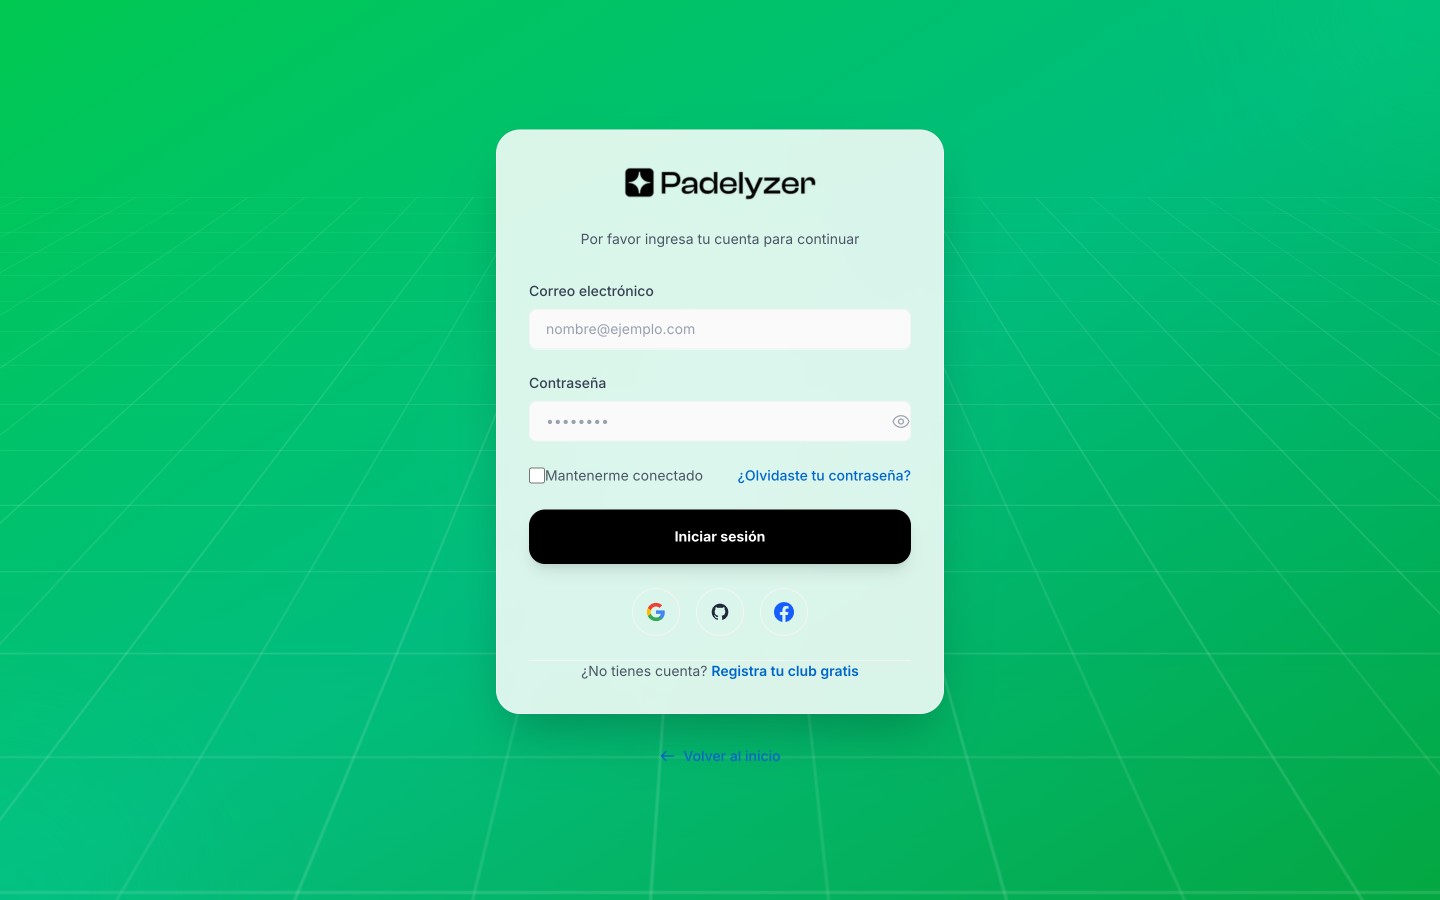 Padelyzer
Por favor ingresa tu cuenta para continuar
Correo electrónico
nombre@ejemplo.com
Contraseña
••••••••
Mantenerme conectado
¿Olvidaste tu contraseña?
Iniciar sesión
¿No tienes cuenta? Registra tu club gratis
← Volver al inicio